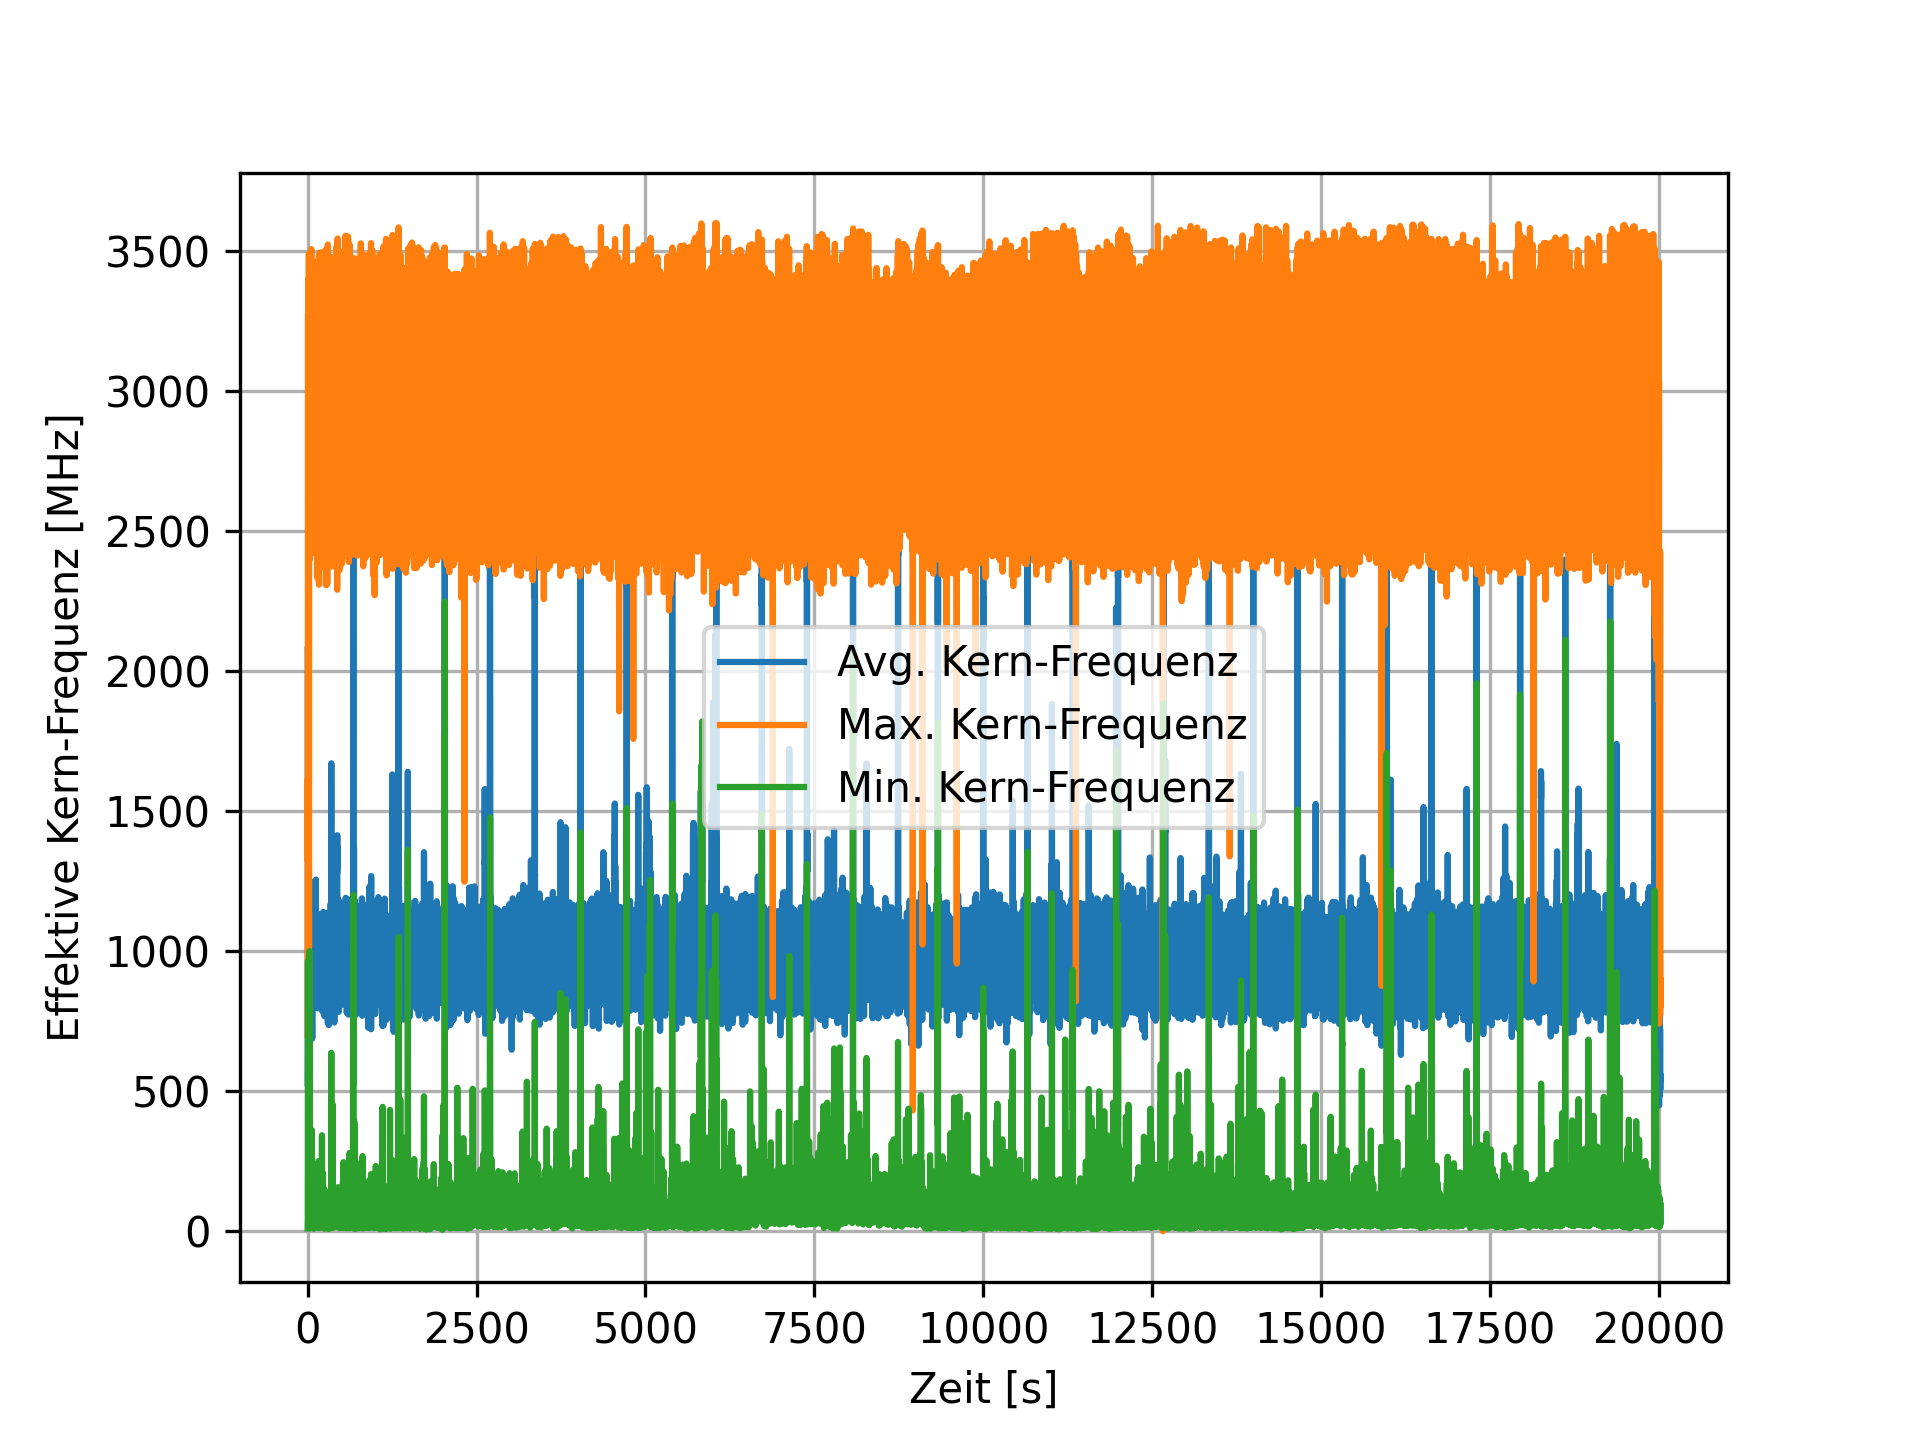 Effektive Kern-Frequenz [MHz]
3500
3000
2500
2000
1500
1000
500
0
Avg. Kern-Frequenz
Max. Kern-Frequenz
Min. Kern-Frequenz
0 2500 5000 7500 10000 12500 15000 17500 20000
Zeit [s]